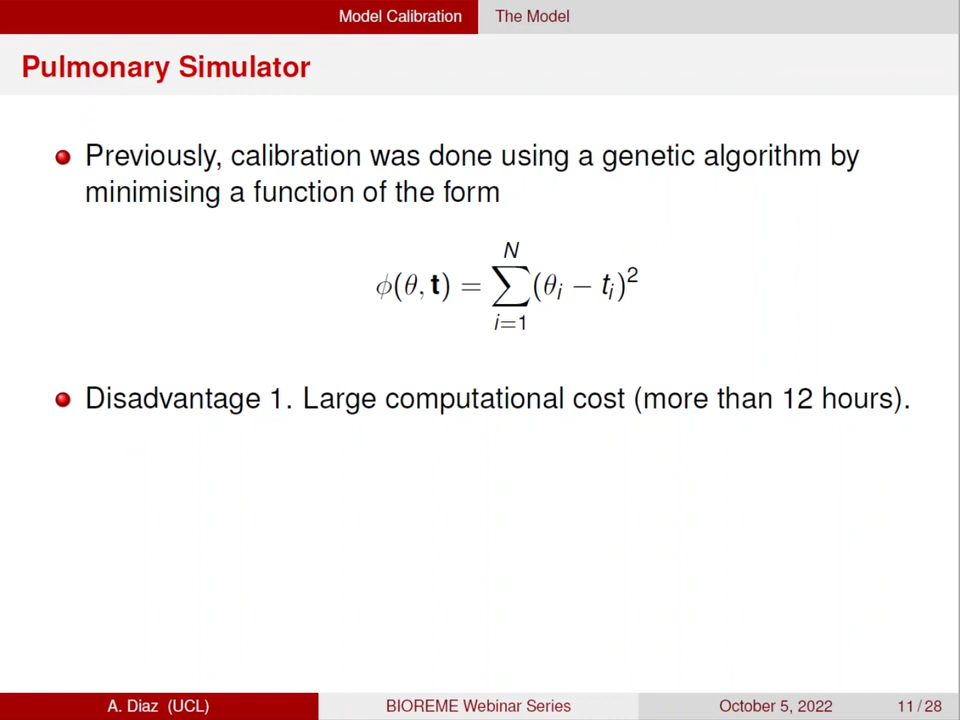 Model Calibration The Model
Pulmonary Simulator
Previously, calibration was done using a genetic algorithm by
minimising a function of the form
ϕ(θ, t) = ∑_{i=1}^{N} (θ_i − t_i)^2
Disadvantage 1. Large computational cost (more than 12 hours).
A. Diaz (UCL) BIOREME Webinar Series October 5, 2022 11 / 28